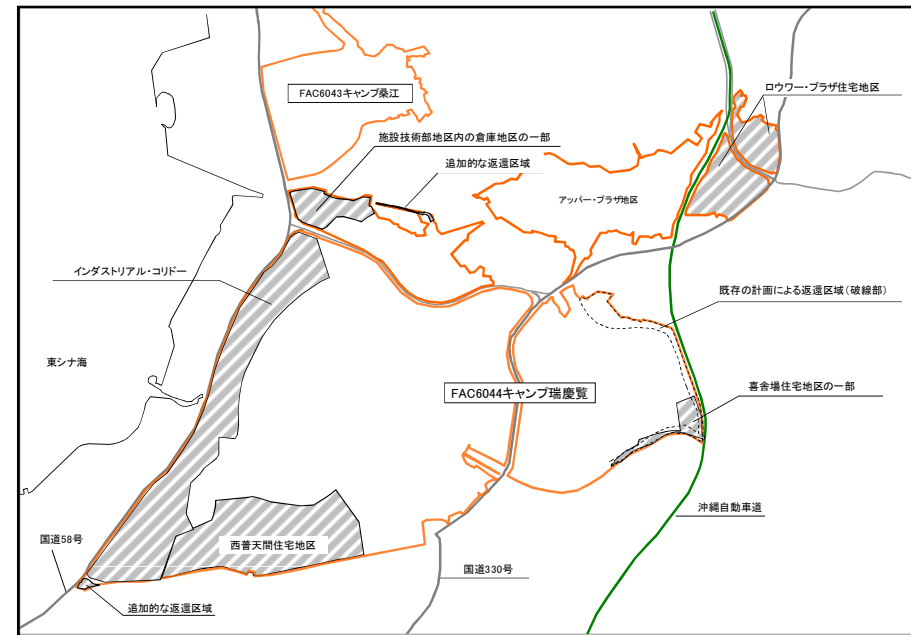 ロウワー・プラザ住宅地区
FAC6043キャンプ桑江
施設技術部地区内の倉庫地区の一部
追加的な返還区域
アッパー・プラザ地区
インダストリアル・コリドー
既存の計画による返還区域(破線部)
東シナ海
喜舎場住宅地区の一部
FAC6044キャンプ瑞慶覧
沖縄自動車道
国道58号
西普天間住宅地区
国道330号
追加的な返還区域